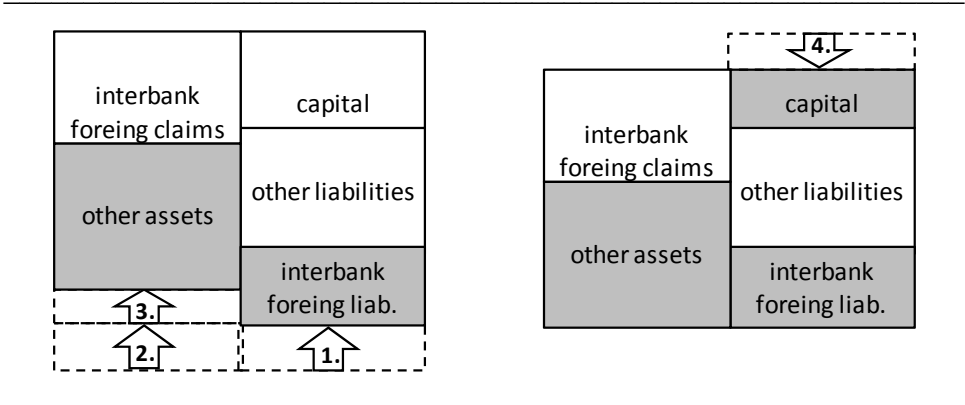 interbank
foreing claims
capital
other assets
other liabilities
interbank
foreing liab.
3.
2.
1.
4.
interbank
foreing claims
capital
other liabilities
other assets
interbank
foreing liab.